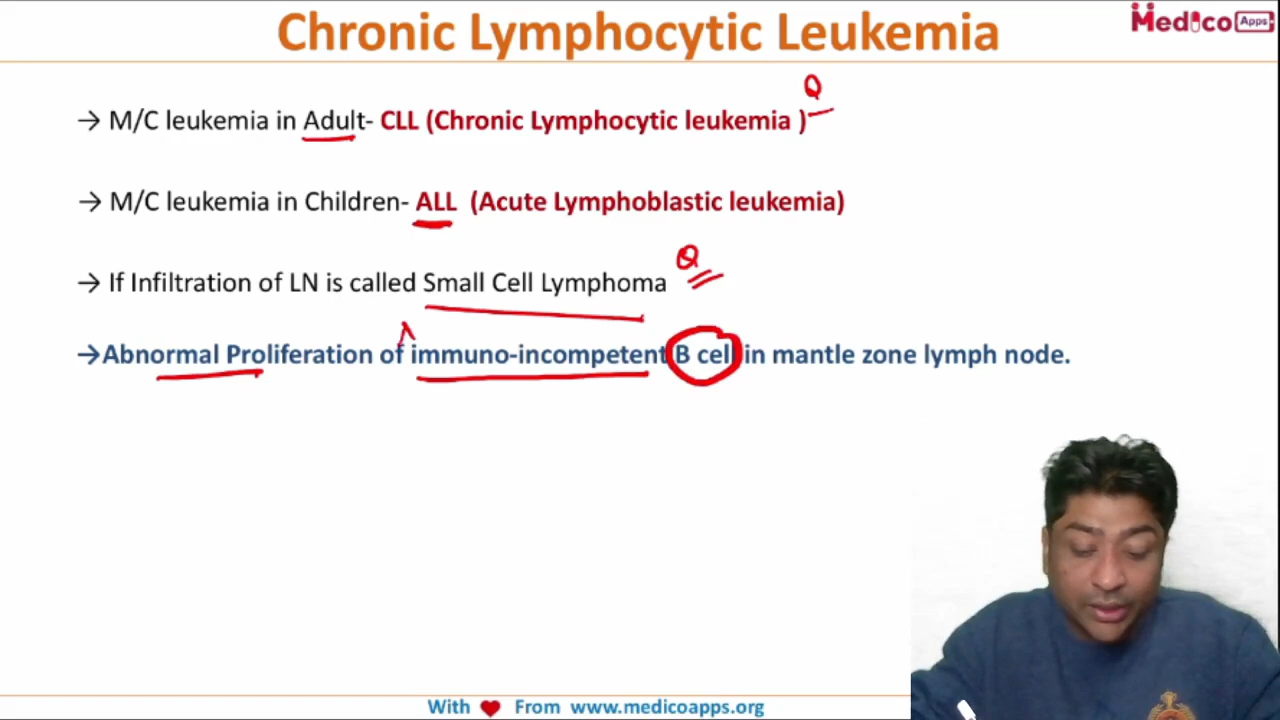 Chronic Lymphocytic Leukemia
Medico Apps
Q
→ M/C leukemia in Adult- CLL (Chronic Lymphocytic leukemia )
→ M/C leukemia in Children- ALL (Acute Lymphoblastic leukemia)
Q
→ If Infiltration of LN is called Small Cell Lymphoma
→Abnormal Proliferation of immuno-incompetent B cell in mantle zone lymph node.
With ❤ From www.medicoapps.org